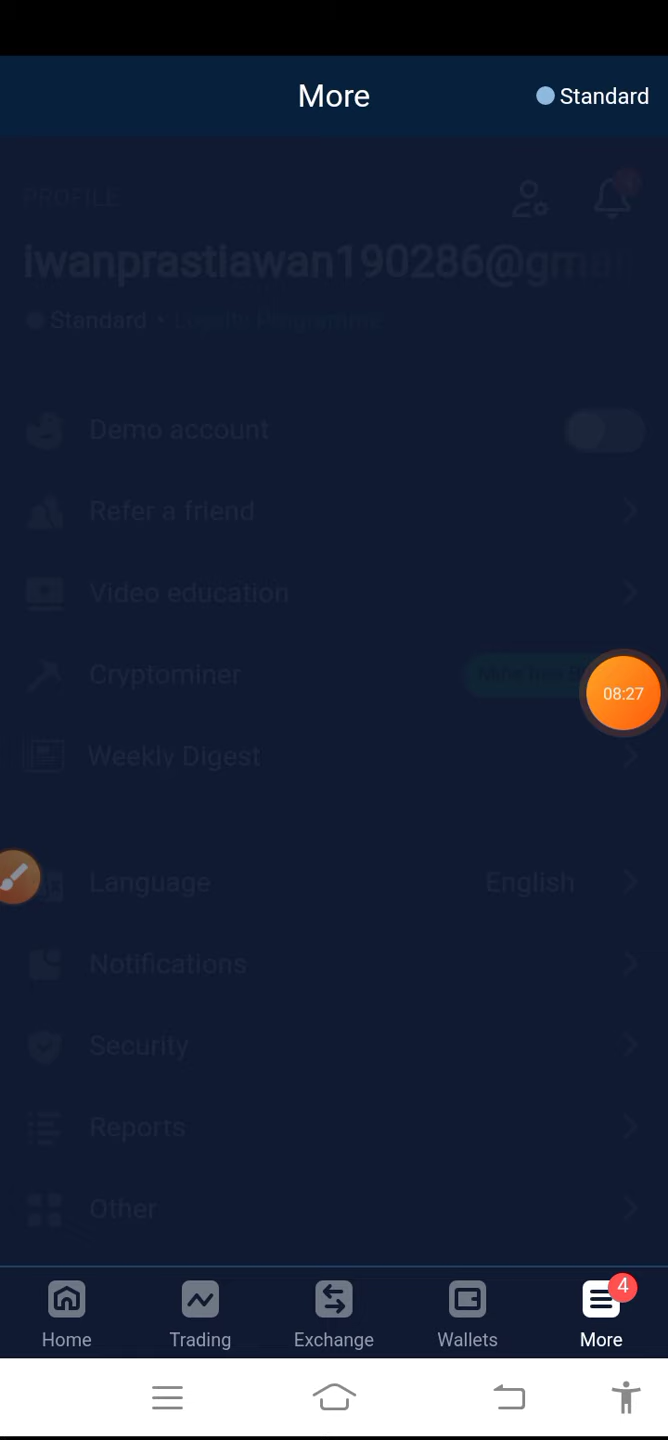 More
Standard
PROFILE
iwanprastiawan190286@gmai
Standard • Loyalty Programme
Demo account
Refer a friend
Video education
Cryptominer
08:27
Weekly Digest
Language English
Notifications
Security
Reports
Other
4
Home Trading Exchange Wallets More